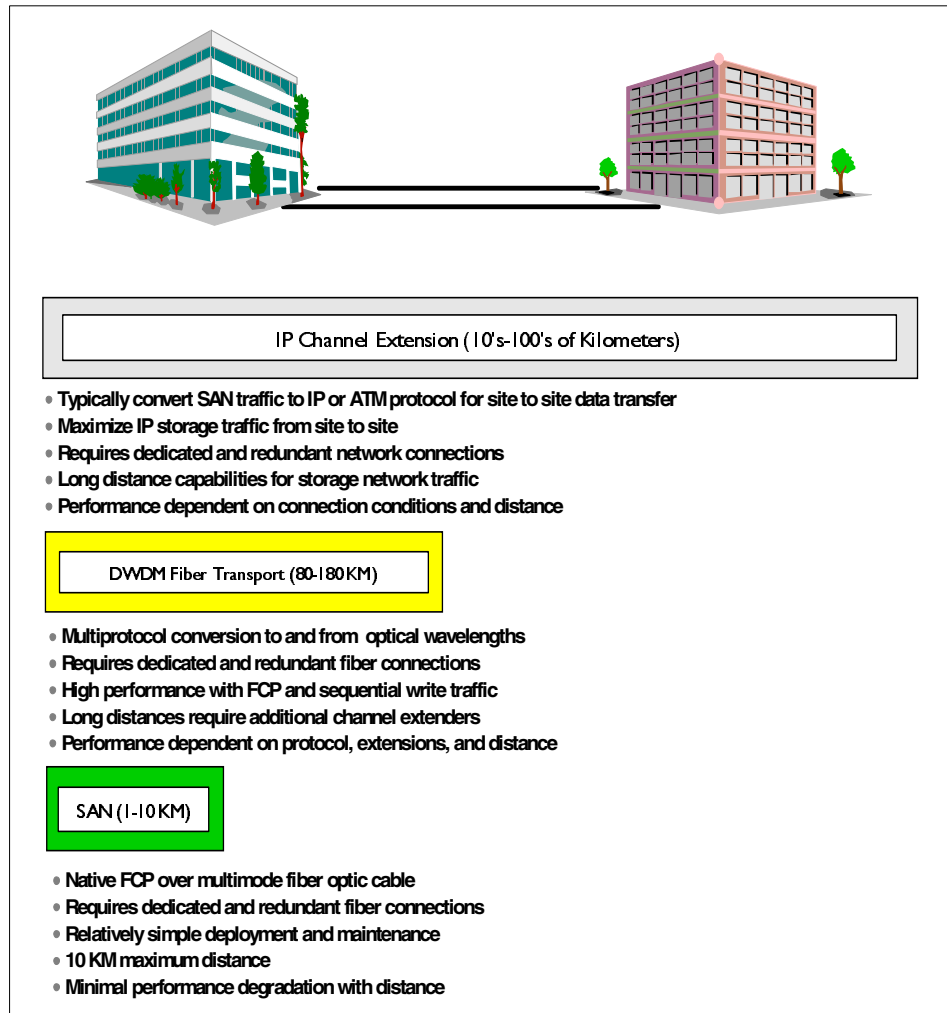 IP Channel Extension (10's-100's of Kilometers)
• Typically convert SAN traffic to IP or ATM protocol for site to site data transfer
• Maximize IP storage traffic from site to site
• Requires dedicated and redundant network connections
• Long distance capabilities for storage network traffic
• Performance dependent on connection conditions and distance
DWDM Fiber Transport (80-180 KM)
• Multiprotocol conversion to and from optical wavelengths
• Requires dedicated and redundant fiber connections
• High performance with FCP and sequential write traffic
• Long distances require additional channel extenders
• Performance dependent on protocol, extensions, and distance
SAN (1-10 KM)
• Native FCP over multimode fiber optic cable
• Requires dedicated and redundant fiber connections
• Relatively simple deployment and maintenance
• 10 KM maximum distance
• Minimal performance degradation with distance